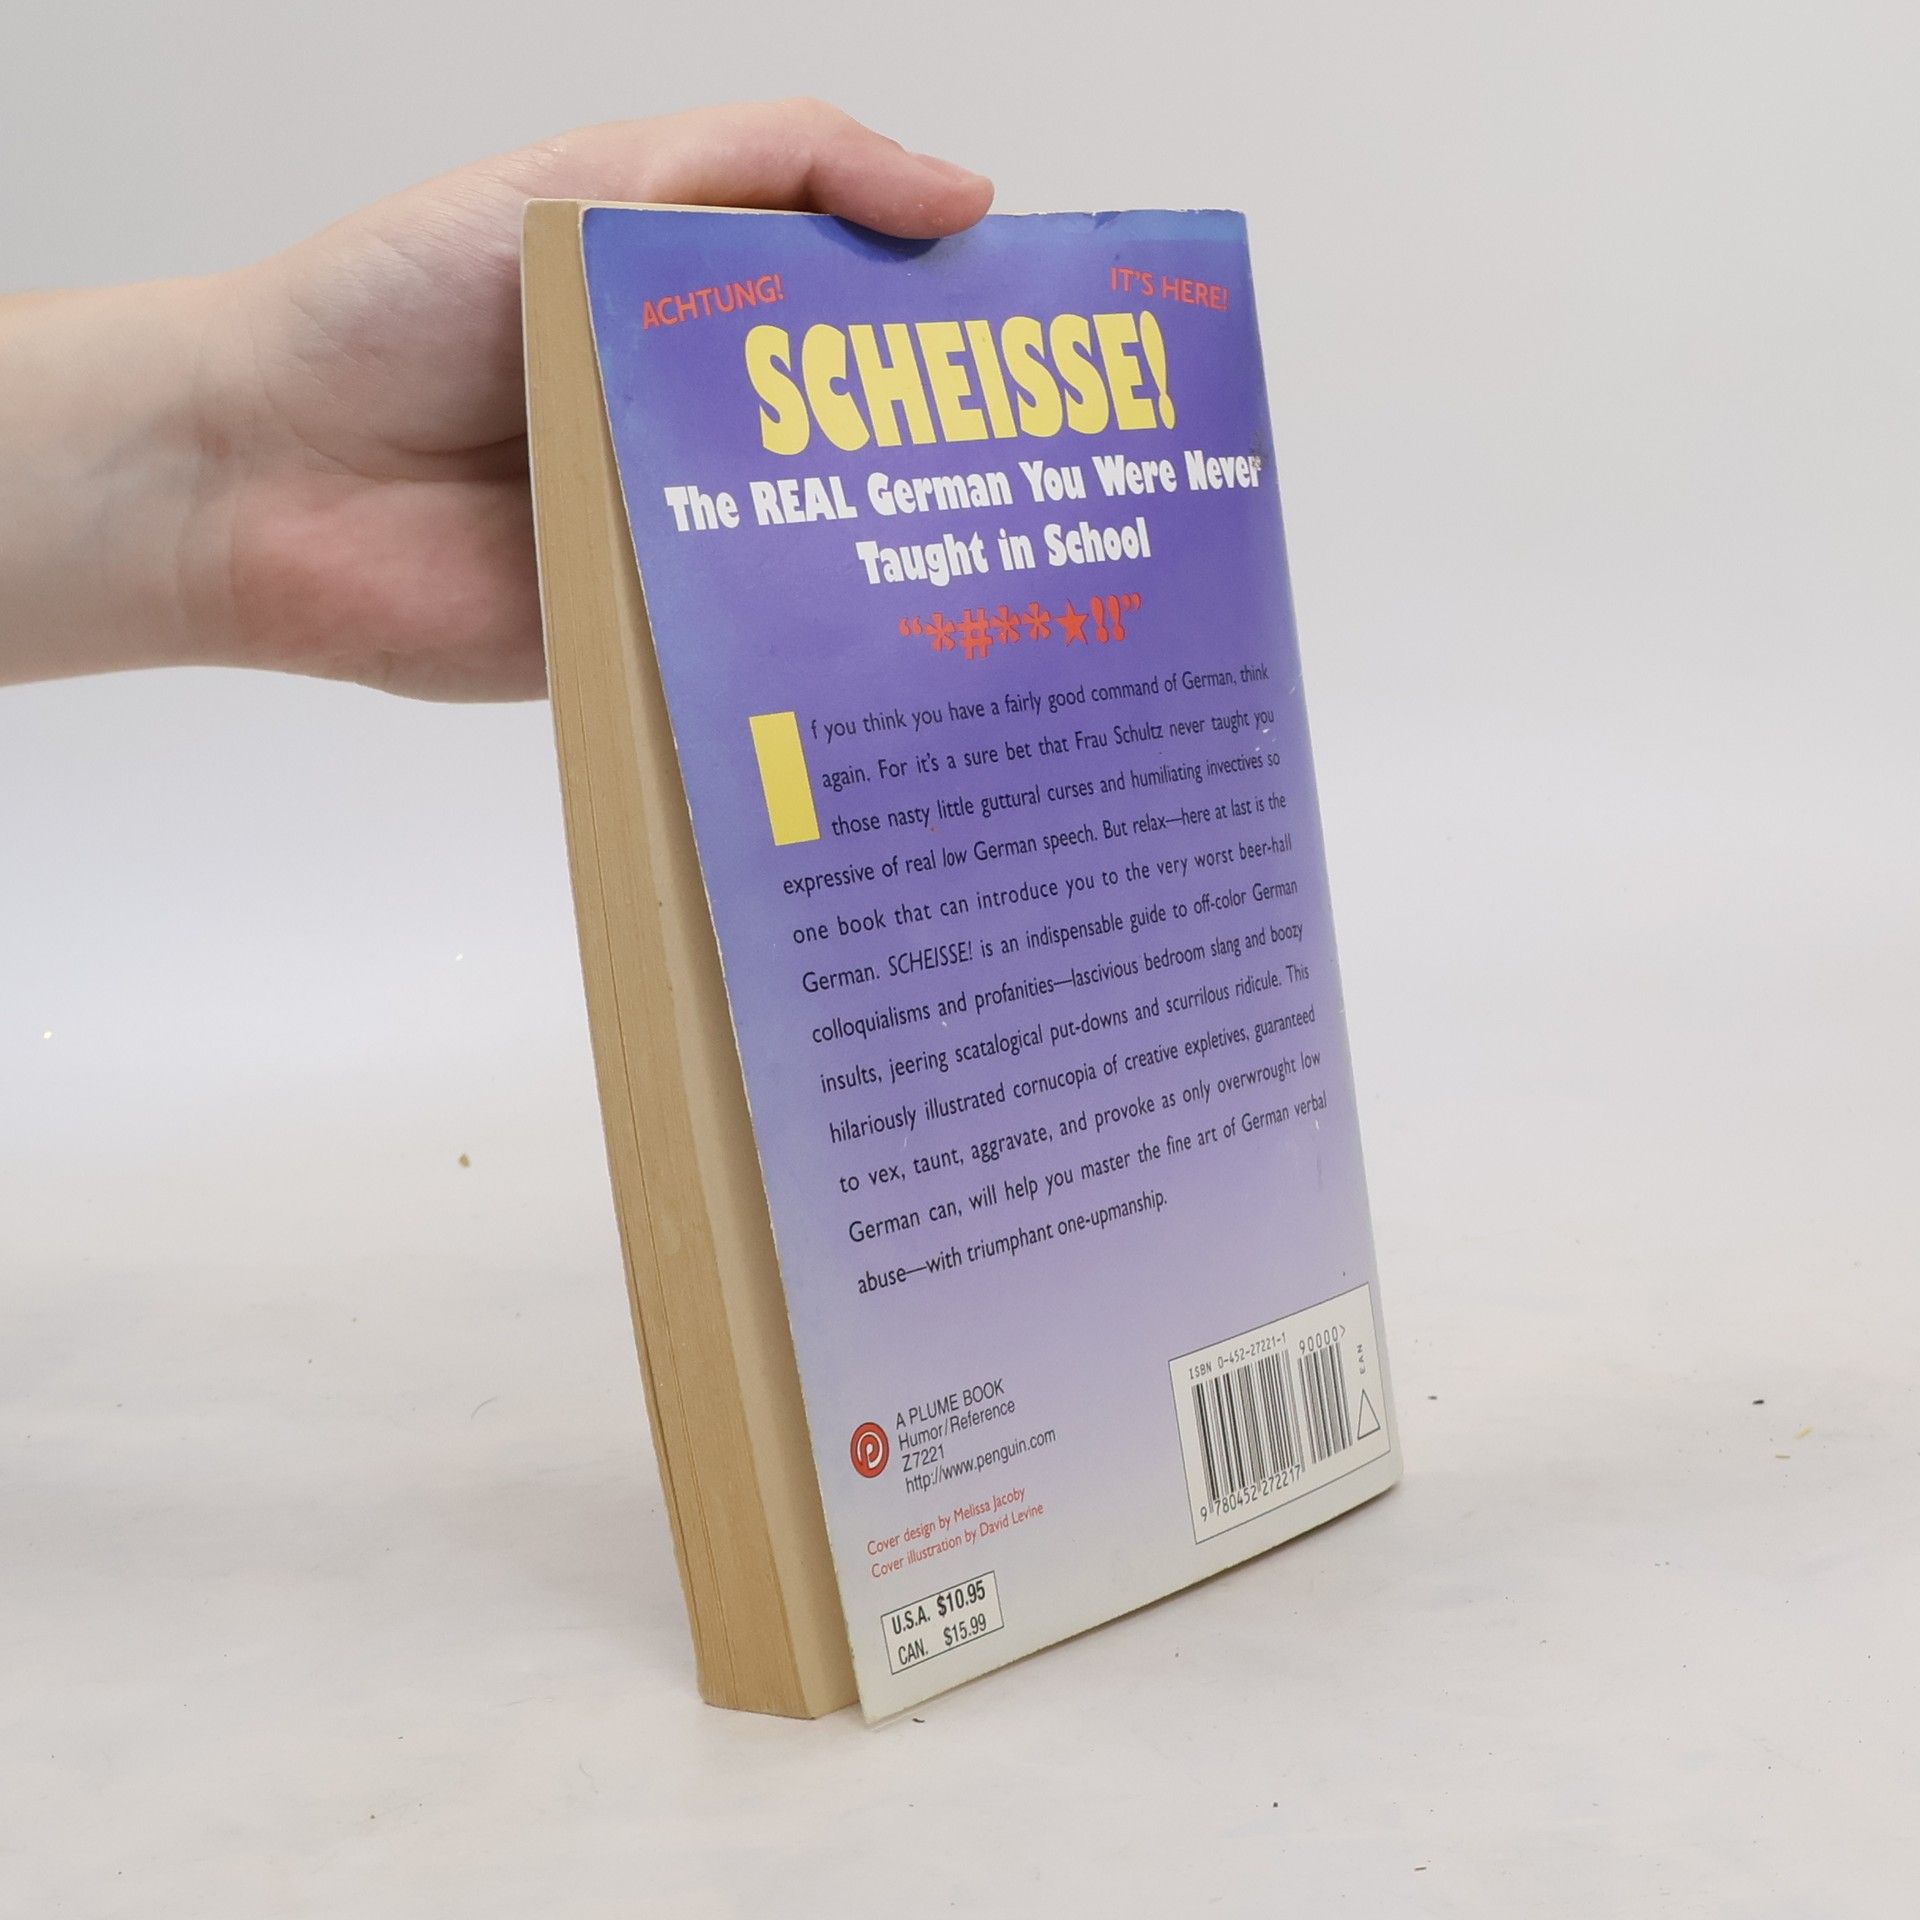 ACHTUNG! IT'S HERE!
SCHEISSE!
The REAL German You Were Never
Taught in School
“*#**★!!”
If you think you have a fairly good command of German, think
again. For it's a sure bet that Frau Schultz never taught you
those nasty little guttural curses and humiliating invectives so
expressive of real low German speech. But relax—here at last is the
one book that can introduce you to the very worst beer-hall
German. SCHEISSE! is an indispensable guide to off-color German
colloquialisms and profanities—lascivious bedroom slang and boozy
insults, jeering scatalogical put-downs and scurrilous ridicule. This
hilariously illustrated cornucopia of creative expletives, guaranteed
to vex, taunt, aggravate, and provoke as only overwrought low
German can, will help you master the fine art of German verbal
abuse—with triumphant one-upmanship.
A PLUME BOOK
Humor/Reference
Z7221
http://www.penguin.com
Cover design by Melissa Jacoby
Cover illustration by David Levine
U.S.A. $10.95
CAN. $15.99
ISBN 0-452-27221-1
90000>
EAN
9 780452 272217